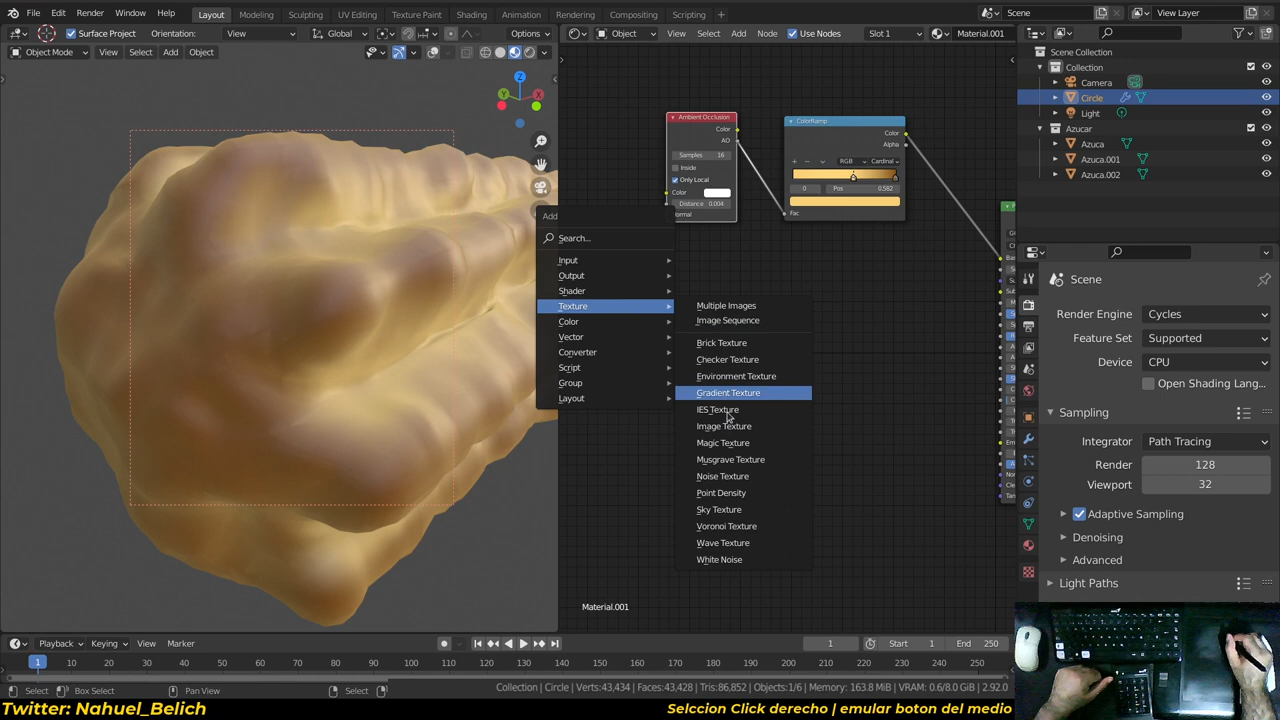 File Edit Render Window Help Layout Modeling Sculpting UV Editing Texture Paint Shading Animation Rendering Compositing Scripting Scene View Layer
Surface Project Orientation: View Global Options
Object View Select Add Node Use Nodes Slot 1 Material.001
Object Mode View Select Add Object
Scene Collection
Collection
Camera
Circle
Light
Azucar
Azuca
Azuca.001
Azuca.002
Z
Y
X
Ambient Occlusion
Color
AO
Samples 16
Inside
Only Local
Color
Distance 0.004
ormal
ColorRamp
Color
Alpha
RGB Cardinal
0 Pos 0.582
Fac
Add
Search...
Input
Output
Shader
Texture
Color
Vector
Converter
Script
Group
Layout
Multiple Images
Image Sequence
Brick Texture
Checker Texture
Environment Texture
Gradient Texture
IES Texture
Image Texture
Magic Texture
Musgrave Texture
Noise Texture
Point Density
Sky Texture
Voronoi Texture
Wave Texture
White Noise
Material.001
Scene
Render Engine Cycles
Feature Set Supported
Device CPU
Open Shading Lang...
Sampling
Integrator Path Tracing
Render 128
Viewport 32
Adaptive Sampling
Denoising
Advanced
Light Paths
Playback Keying View Marker 1 Start 1 End 250
1 10 20 30 40 50 60 70 80 90 100 110 120 130 140 150 160 170 180 190 200 210 220 230 240 250
Select Box Select Pan View Select Collection | Circle | Verts:43,434 | Faces:43,428 | Tris:86,852 | Objects:1/6 | Memory: 163.8 MiB | VRAM: 0.6/8.0 GiB | 2.92.0
Twitter: Nahuel_Belich Selccion Click derecho | emular boton del medio